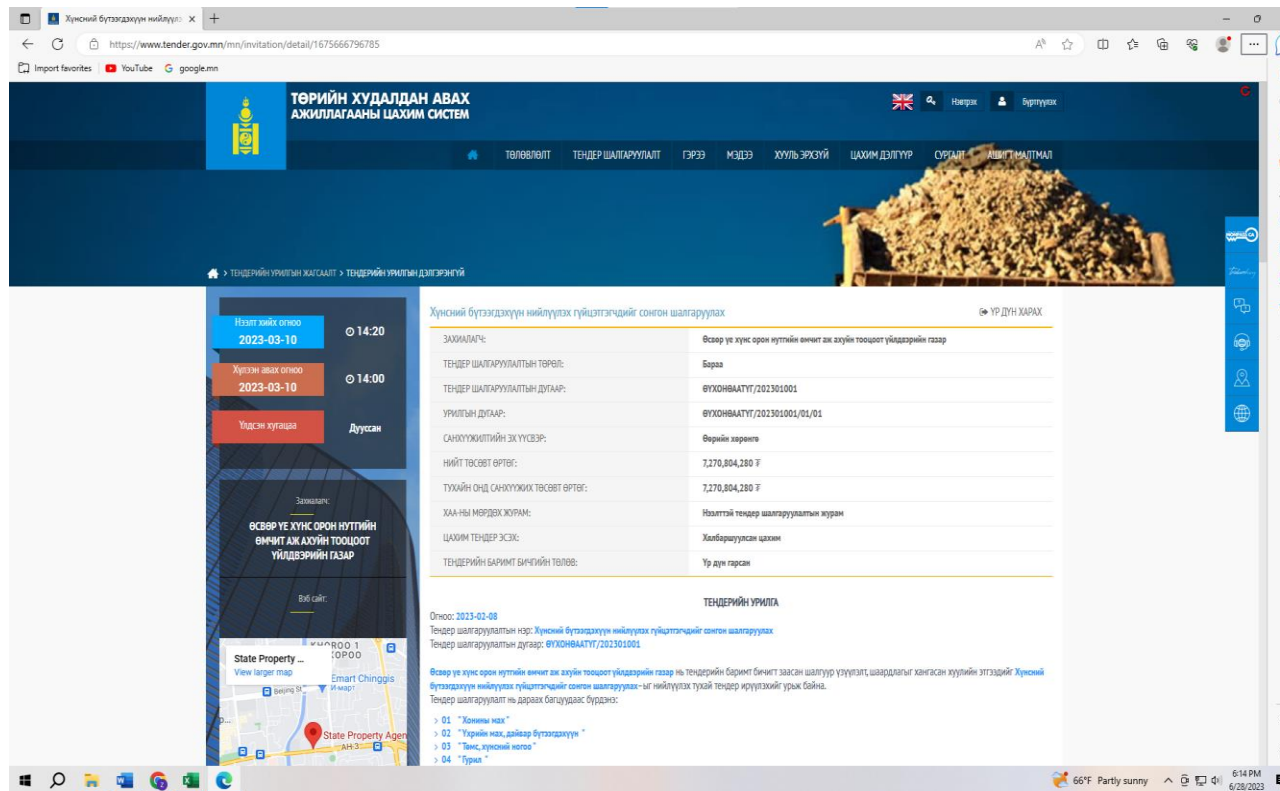 Хүнсний бүтээгдэхүүн нийлүүлэ
https://www.tender.gov.mn/mn/invitation/detail/1675666796785
Import favorites YouTube google.mn
ТӨРИЙН ХУДАЛДАН АВАХ
АЖИЛЛАГААНЫ ЦАХИМ СИСТЕМ
Нэвтрэх Бүртгүүлэх
ТӨЛӨВЛӨЛТ ТЕНДЕР ШАЛГАРУУЛАЛТ ГЭРЭЭ МЭДЭЭ ХУУЛЬ ЭРХЗҮЙ ЦАХИМ ДЭЛГҮҮР СУРГАЛТ АШИГТ МАЛТМАЛ
> ТЕНДЕРИЙН УРИЛГЫН ЖАГСААЛТ > ТЕНДЕРИЙН УРИЛГЫН ДЭЛГЭРЭНГҮЙ
Нээлт хийх огноо
2023-03-10
14:20
Хүлээн авах огноо
2023-03-10
14:00
Үлдсэн хугацаа
Дууссан
Захиалагч:
ӨСВӨР ҮЕ ХҮНС ОРОН НУТГИЙН
ӨМЧИТ АЖ АХУЙН ТООЦООТ
ҮЙЛДВЭРИЙН ГАЗАР
Вэб сайт:
State Property ...
View larger map
KHOROO 1
ХОРОО
Emart Chinggis
И-март
Beijing St
State Property Agen
AH-3
Хүнсний бүтээгдэхүүн нийлүүлэх гүйцэтгэгчдийг сонгон шалгаруулах
ҮР ДҮН ХАРАХ
ЗАХИАЛАГЧ: Өсвөр үе хүнс орон нутгийн өмчит аж ахуйн тооцоот үйлдвэрийн газар
ТЕНДЕР ШАЛГАРУУЛАЛТЫН ТӨРӨЛ: Бараа
ТЕНДЕР ШАЛГАРУУЛАЛТЫН ДУГААР: ӨҮХОНӨААТҮГ/202301001
УРИЛГЫН ДУГААР: ӨҮХОНӨААТҮГ/202301001/01/01
САНХҮҮЖИЛТИЙН ЭХ ҮҮСВЭР: Өөрийн хөрөнгө
НИЙТ ТӨСӨВТ ӨРТӨГ: 7,270,804,280 ₮
ТУХАЙН ОНД САНХҮҮЖИХ ТӨСӨВТ ӨРТӨГ: 7,270,804,280 ₮
ХАА-НЫ МӨРДӨХ ЖУРАМ: Нээлттэй тендер шалгаруулалтын журам
ЦАХИМ ТЕНДЕР ЭСЭХ: Хялбаршуулсан цахим
ТЕНДЕРИЙН БАРИМТ БИЧГИЙН ТӨЛӨВ: Үр дүн гарсан
ТЕНДЕРИЙН УРИЛГА
Огноо: 2023-02-08
Тендер шалгаруулалтын нэр: Хүнсний бүтээгдэхүүн нийлүүлэх гүйцэтгэгчдийг сонгон шалгаруулах
Тендер шалгаруулалтын дугаар: ӨҮХОНӨААТҮГ/202301001
Өсвөр үе хүнс орон нутгийн өмчит аж ахуйн тооцоот үйлдвэрийн газар нь тендерийн баримт бичигт заасан шалгуур үзүүлэлт, шаардлагыг хангасан хуулийн этгээдийг Хүнсний
бүтээгдэхүүн нийлүүлэх гүйцэтгэгчдийг сонгон шалгаруулах-ыг нийлүүлэх тухай тендер ирүүлэхийг урьж байна.
Тендер шалгаруулалт нь дараах багцуудаас бүрдэнэ:
> 01 "Хонины мах"
> 02 "Үхрийн мах, дайвар бүтээгдэхүүн "
> 03 "Төмс, хүнсний ногоо"
> 04 "Гурил "
66°F Partly sunny
6:14 PM
6/28/2023